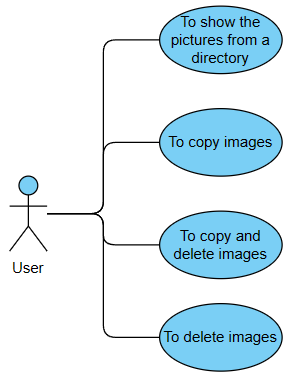 To show the
pictures from a
directory
To copy images
To copy and
delete images
User
To delete images